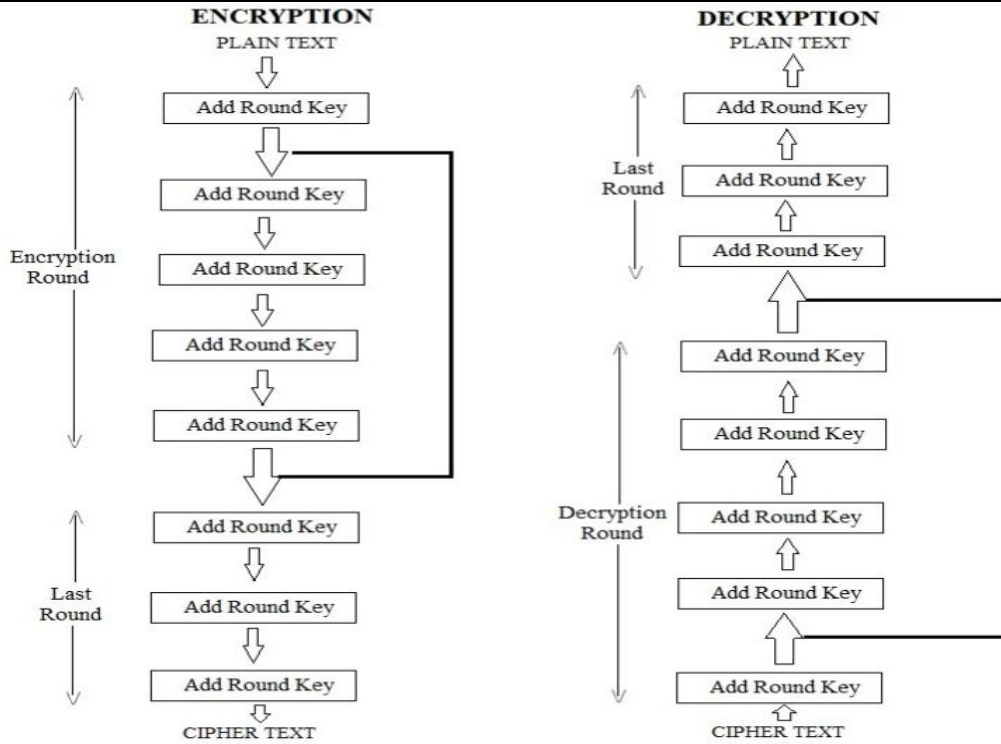 ENCRYPTION
PLAIN TEXT
Add Round Key
Add Round Key
Add Round Key
Add Round Key
Add Round Key
Encryption
Round
Add Round Key
Add Round Key
Add Round Key
Last
Round
CIPHER TEXT
DECRYPTION
PLAIN TEXT
Add Round Key
Add Round Key
Add Round Key
Last
Round
Add Round Key
Add Round Key
Add Round Key
Add Round Key
Add Round Key
Decryption
Round
CIPHER TEXT